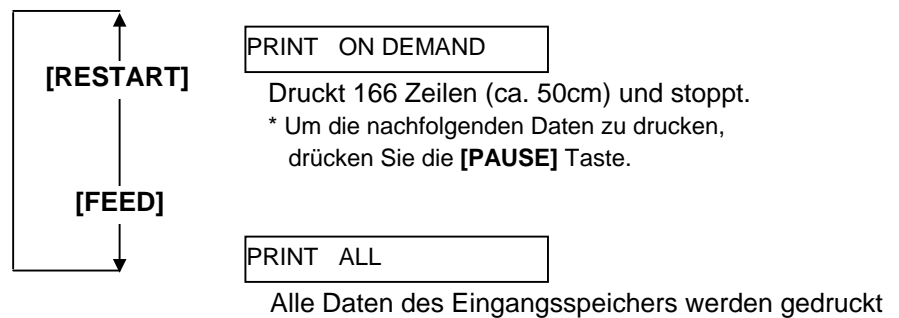 PRINT ON DEMAND
[RESTART]
Druckt 166 Zeilen (ca. 50cm) und stoppt.
* Um die nachfolgenden Daten zu drucken,
drücken Sie die [PAUSE] Taste.
[FEED]
PRINT ALL
Alle Daten des Eingangsspeichers werden gedruckt